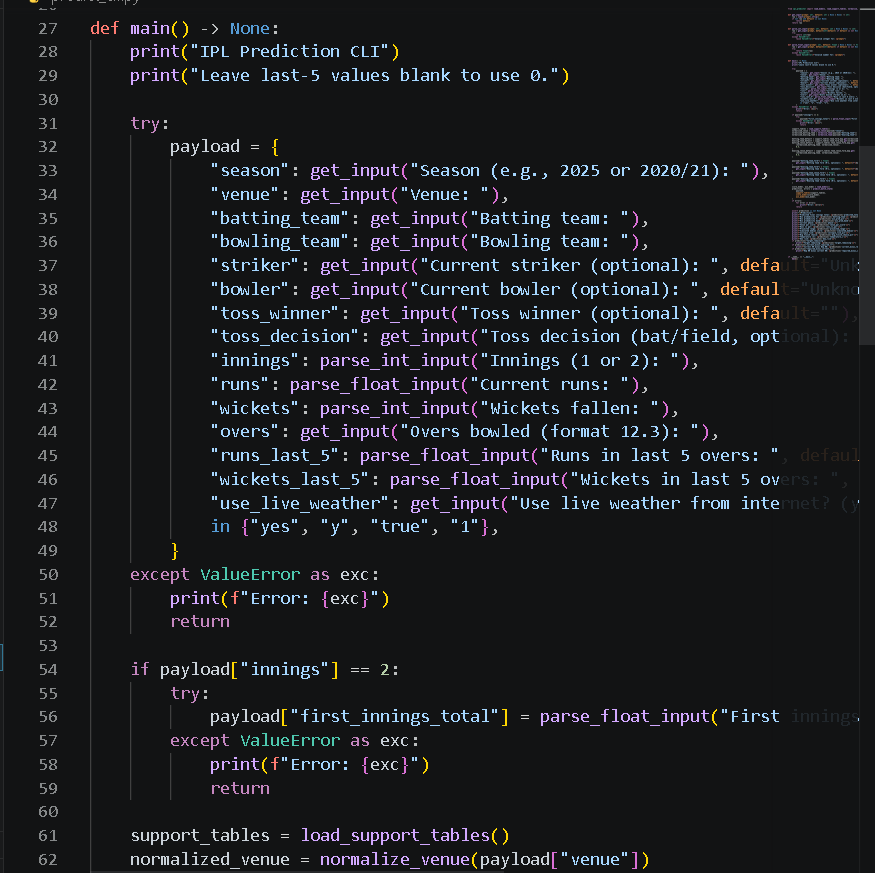 27 def main() -> None:
28     print("IPL Prediction CLI")
29     print("Leave last-5 values blank to use 0.")
30
31     try:
32         payload = {
33             "season": get_input("Season (e.g., 2025 or 2020/21): "),
34             "venue": get_input("Venue: "),
35             "batting_team": get_input("Batting team: "),
36             "bowling_team": get_input("Bowling team: "),
37             "striker": get_input("Current striker (optional): ", default="Unk
38             "bowler": get_input("Current bowler (optional): ", default="Unkno
39             "toss_winner": get_input("Toss winner (optional): ", default=""),
40             "toss_decision": get_input("Toss decision (bat/field, optional):
41             "innings": parse_int_input("Innings (1 or 2): "),
42             "runs": parse_float_input("Current runs: "),
43             "wickets": parse_int_input("Wickets fallen: "),
44             "overs": get_input("Overs bowled (format 12.3): "),
45             "runs_last_5": parse_float_input("Runs in last 5 overs: ", defaul
46             "wickets_last_5": parse_float_input("Wickets in last 5 overs: ",
47             "use_live_weather": get_input("Use live weather from internet? (y
48             in {"yes", "y", "true", "1"},
49         }
50     except ValueError as exc:
51         print(f"Error: {exc}")
52         return
53
54     if payload["innings"] == 2:
55         try:
56             payload["first_innings_total"] = parse_float_input("First innings
57         except ValueError as exc:
58             print(f"Error: {exc}")
59             return
60
61     support_tables = load_support_tables()
62     normalized_venue = normalize_venue(payload["venue"])